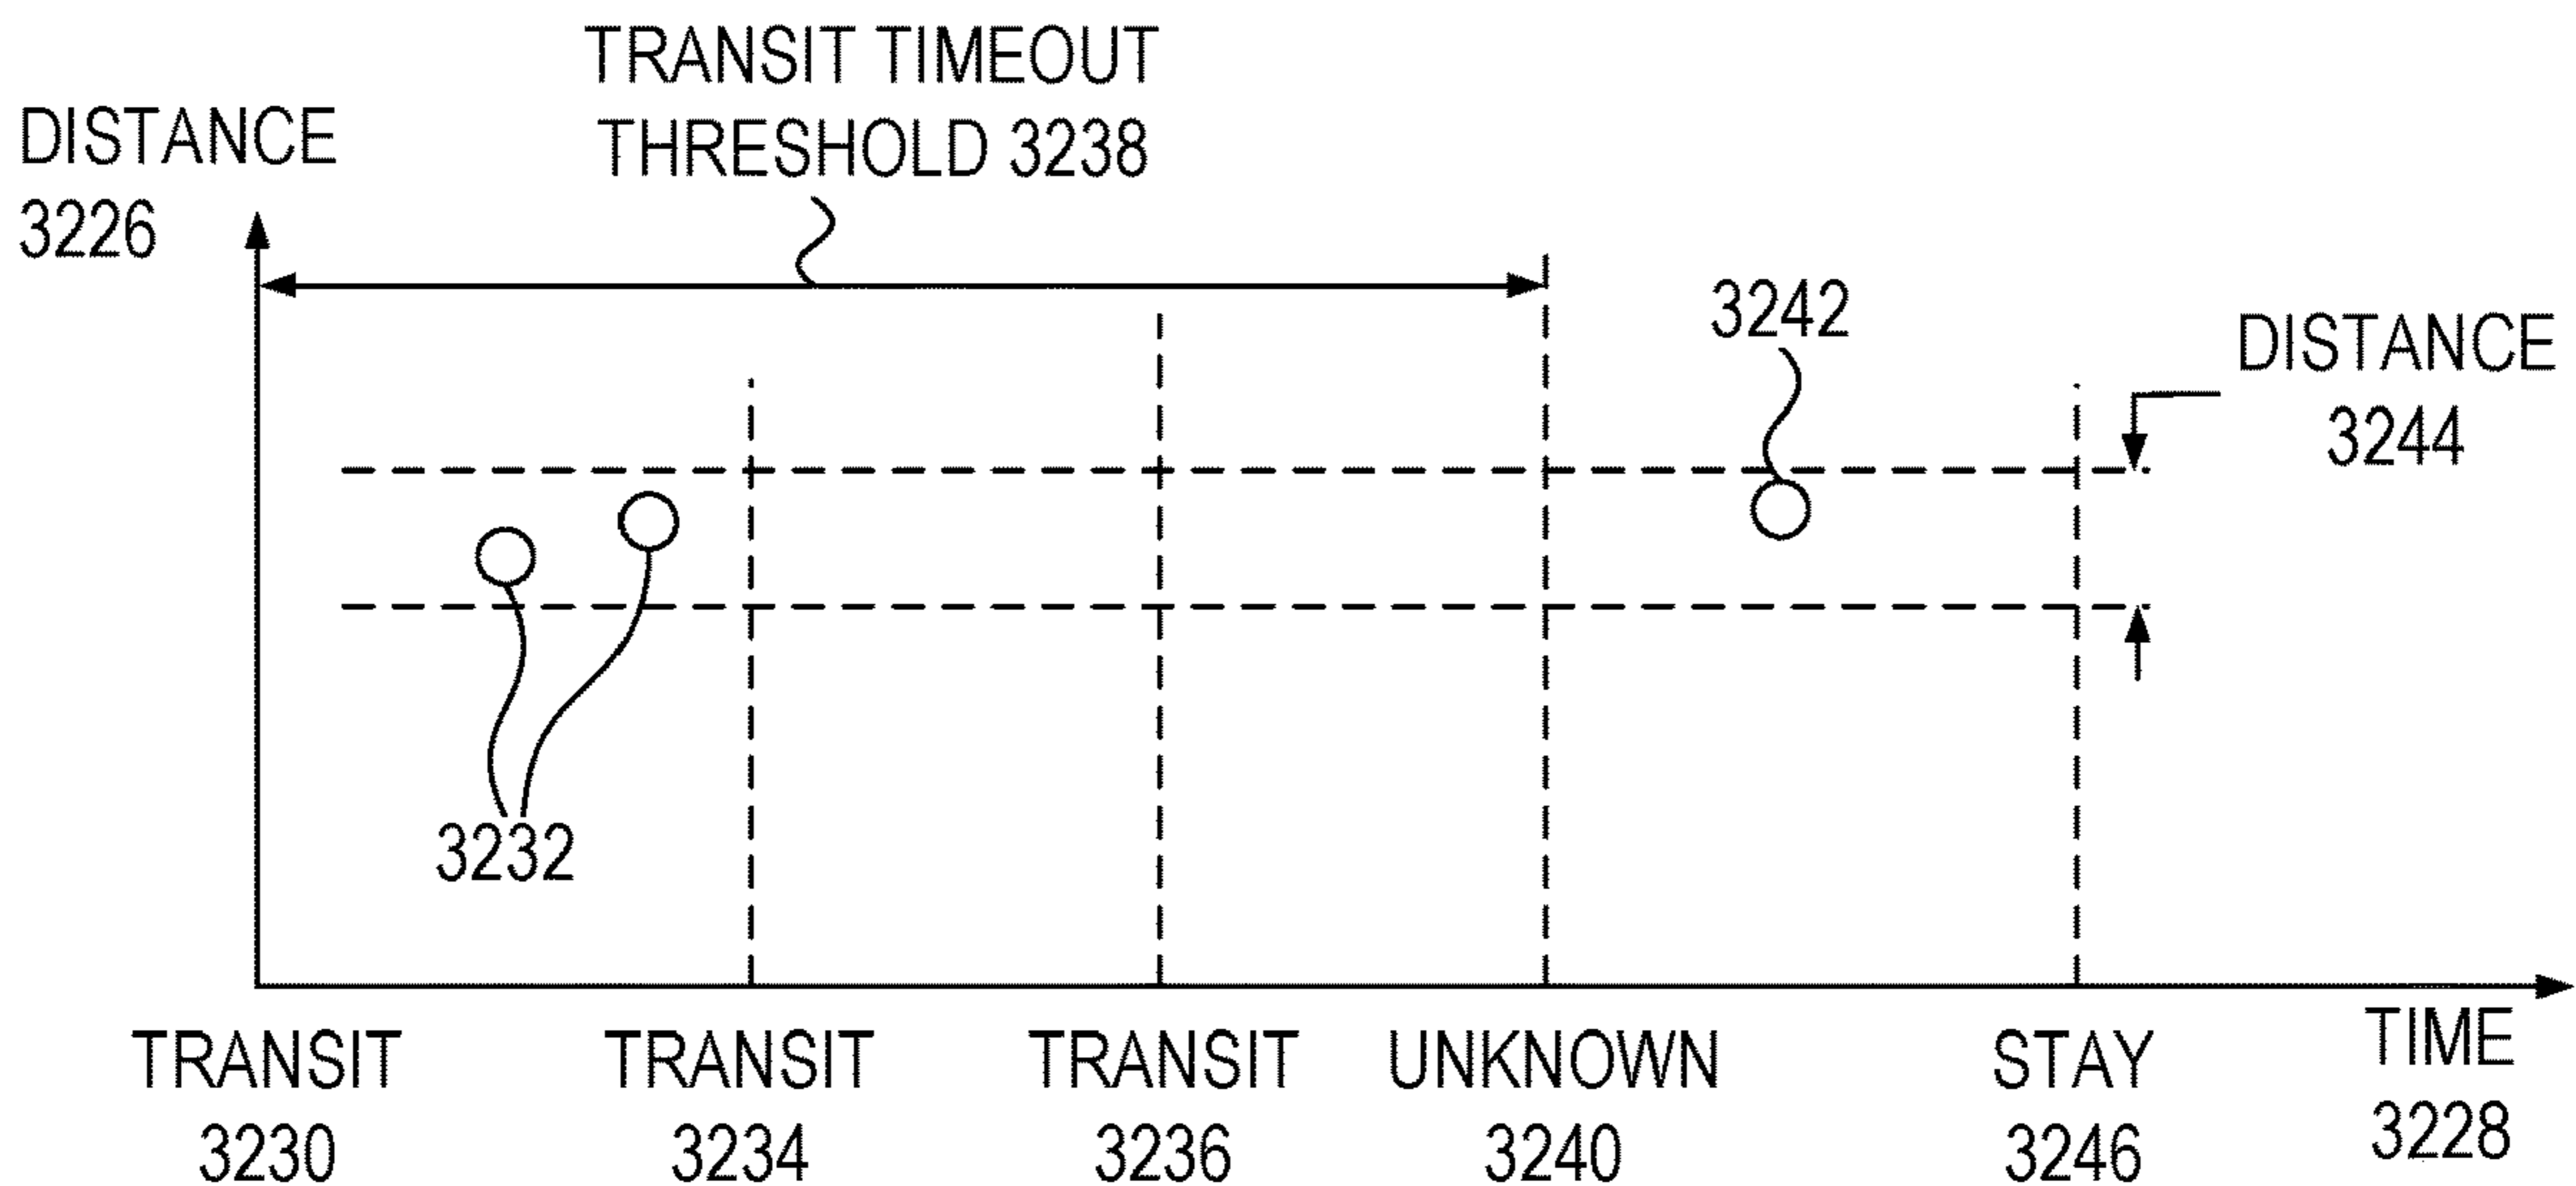 TRANSIT TIMEOUT
THRESHOLD 3238
DISTANCE
3226
3242
DISTANCE
3244
3232
TRANSIT
3230
TRANSIT
3234
TRANSIT
3236
UNKNOWN
3240
STAY
3246
TIME
3228